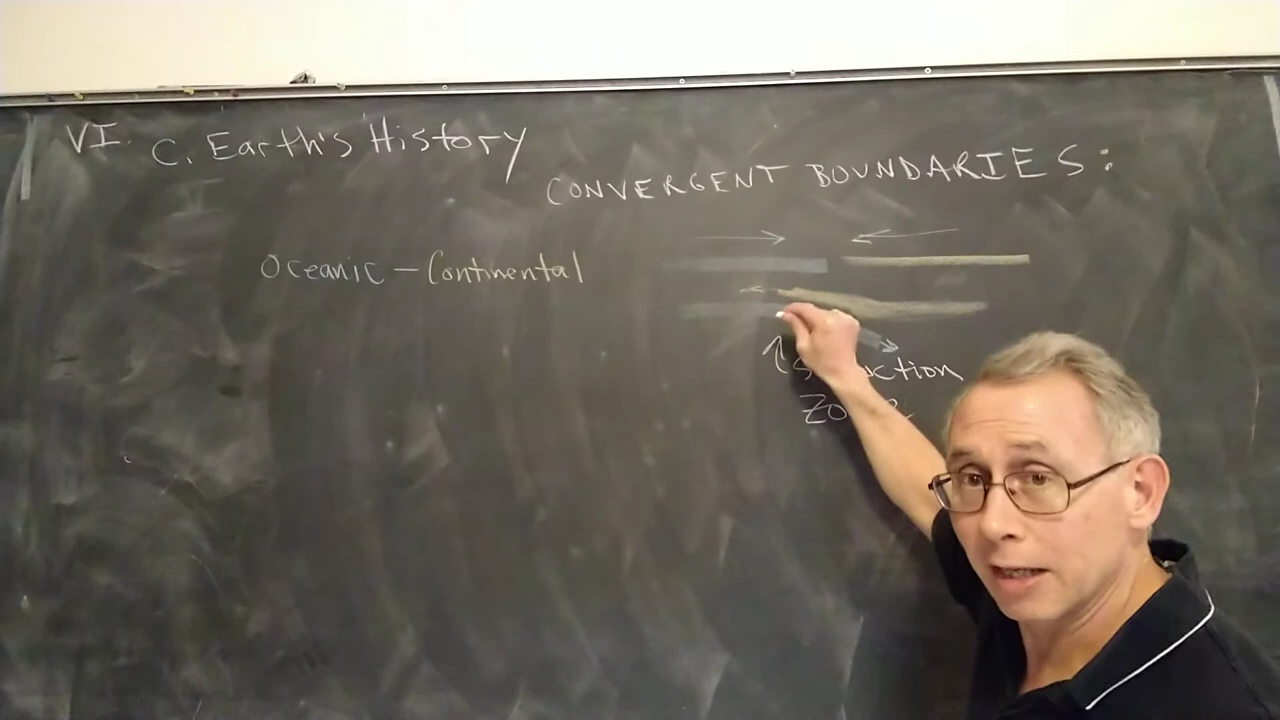 VI. C. Earth's History
CONVERGENT BOUNDARIES:
Oceanic - Continental